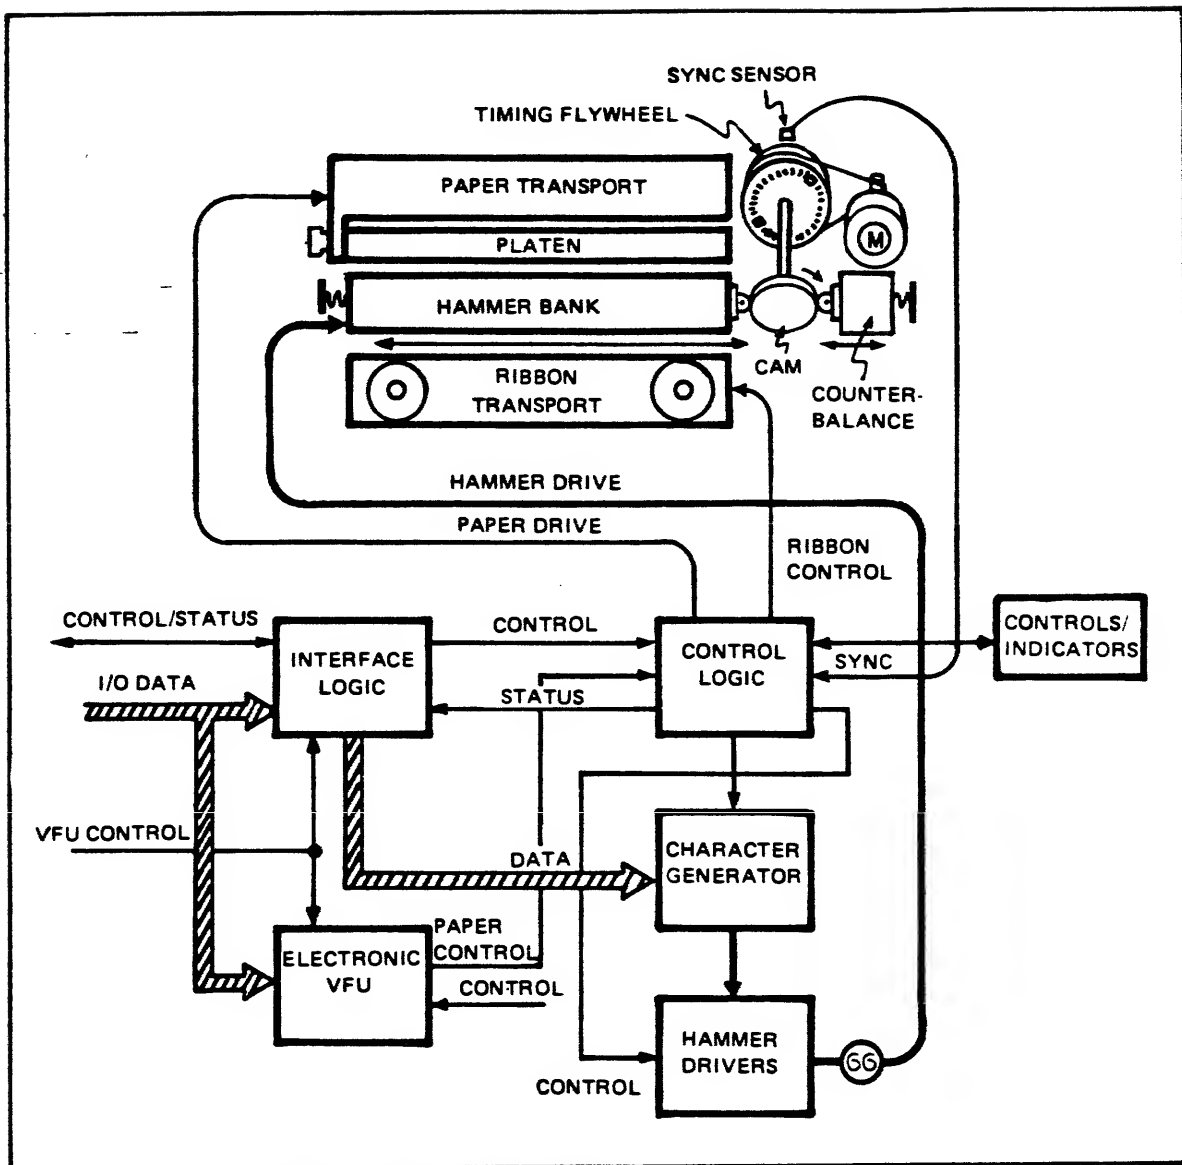 SYNC SENSOR
TIMING FLYWHEEL
PAPER TRANSPORT
PLATEN
M
HAMMER BANK
CAM
RIBBON
TRANSPORT
COUNTER-
BALANCE
HAMMER DRIVE
PAPER DRIVE
RIBBON
CONTROL
CONTROL/STATUS
CONTROL
INTERFACE
LOGIC
CONTROL
LOGIC
SYNC
CONTROLS/
INDICATORS
I/O DATA
STATUS
VFU CONTROL
DATA
CHARACTER
GENERATOR
PAPER
CONTROL
ELECTRONIC
VFU
CONTROL
HAMMER
DRIVERS
66
CONTROL